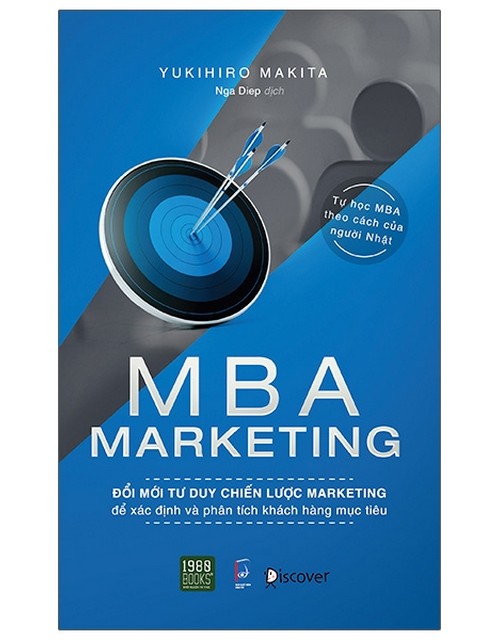 YUKIHIRO MAKITA
Nga Diep dịch
Tự học MBA
theo cách của
người Nhật
MBA
MARKETING
ĐỔI MỚI TƯ DUY CHIẾN LƯỢC MARKETING
để xác định và phân tích khách hàng mục tiêu
1980
BOOKS
Discover